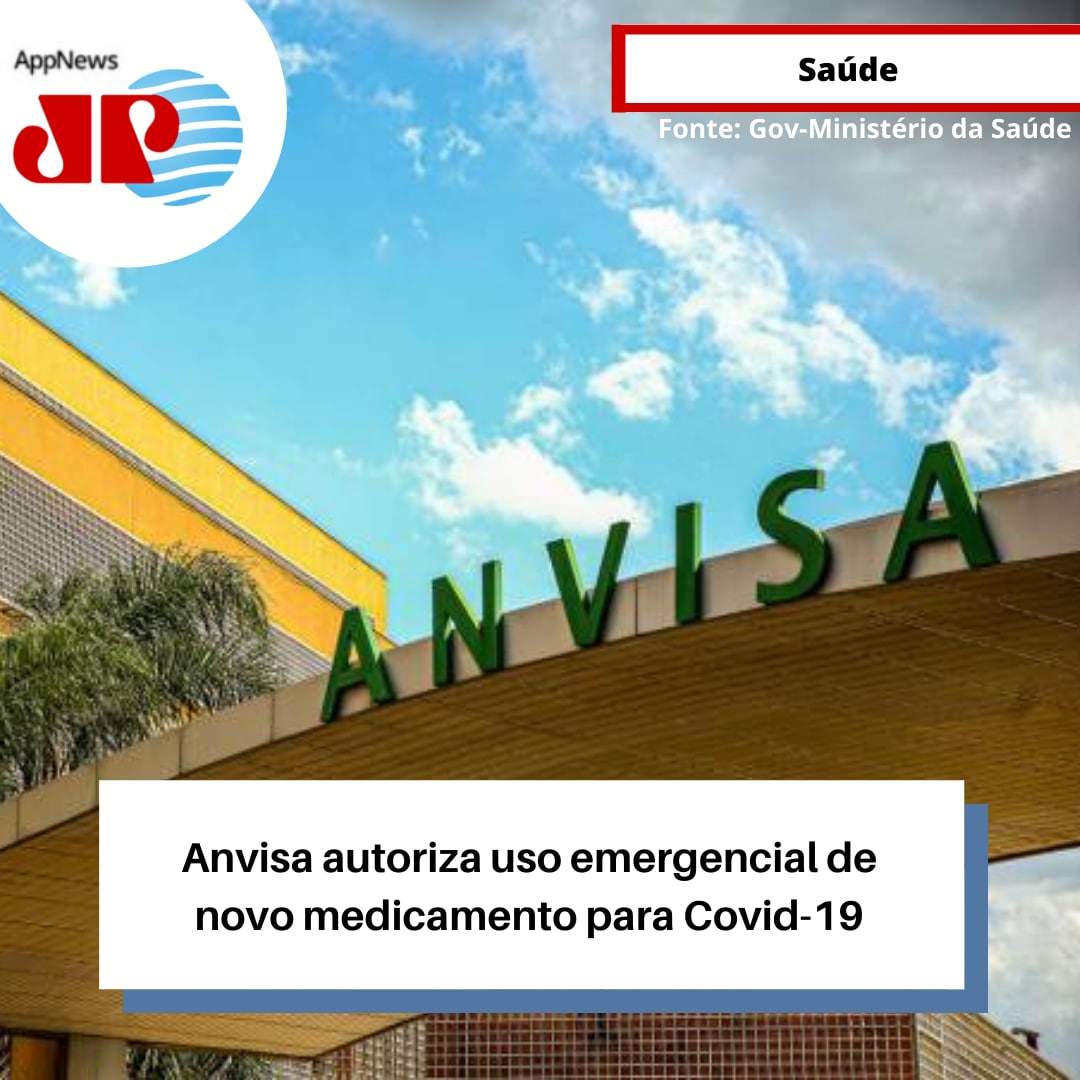 AppNews
JP
Saúde
Fonte: Gov-Ministério da Saúde
ANVISA
Anvisa autoriza uso emergencial de
novo medicamento para Covid-19